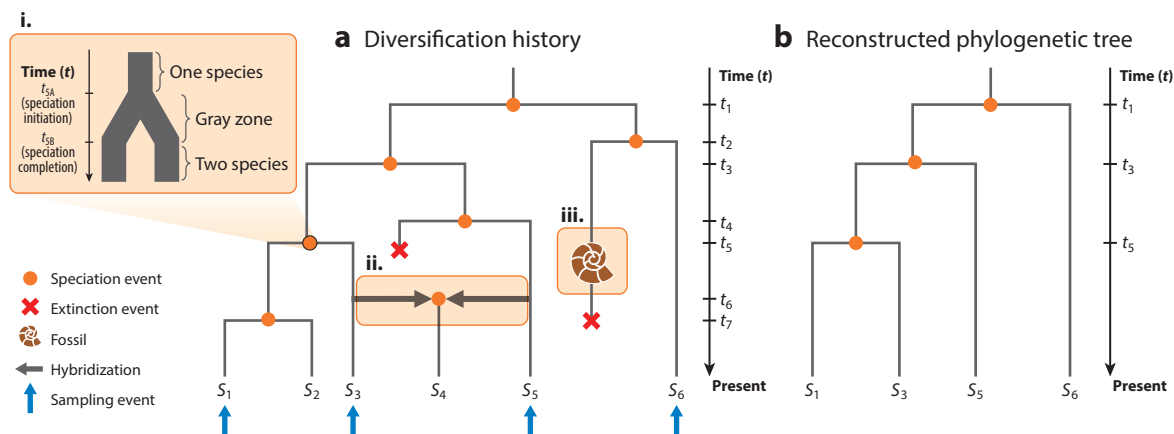 i.
Time (t)
t5A
(speciation
initiation)
t5B
(speciation
completion)
One species
Gray zone
Two species
a Diversification history
Time (t)
t1
t2
t3
t4
t5
t6
t7
Present
ii.
iii.
Speciation event
Extinction event
Fossil
Hybridization
Sampling event
S1 S2 S3 S4 S5 S6
b Reconstructed phylogenetic tree
Time (t)
t1
t3
t5
Present
S1 S3 S5 S6